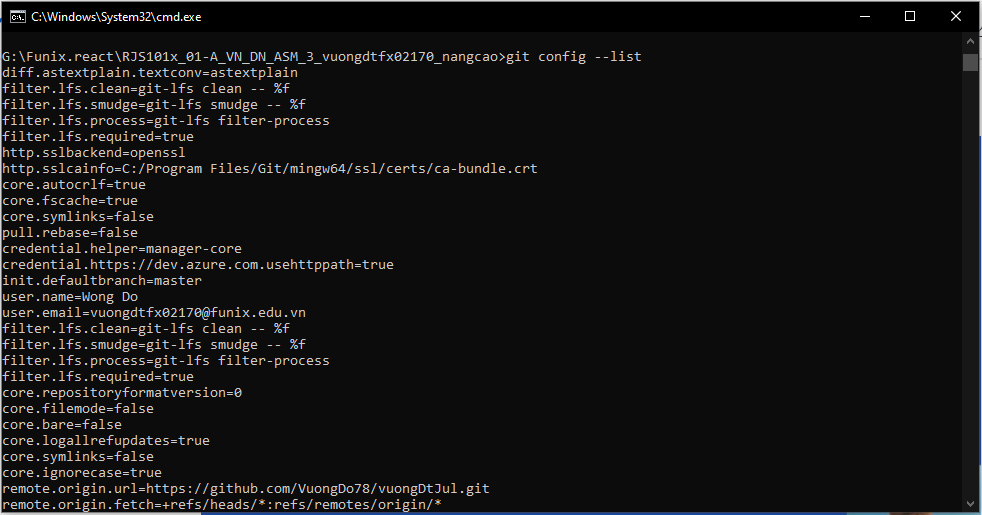 C:\Windows\System32\cmd.exe
G:\Funix.react\RJS101x_01-A_VN_DN_ASM_3_vuongdtfx02170_nangcao>git config --list
diff.astextplain.textconv=astextplain
filter.lfs.clean=git-lfs clean -- %f
filter.lfs.smudge=git-lfs smudge -- %f
filter.lfs.process=git-lfs filter-process
filter.lfs.required=true
http.sslbackend=openssl
http.sslcainfo=C:/Program Files/Git/mingw64/ssl/certs/ca-bundle.crt
core.autocrlf=true
core.fscache=true
core.symlinks=false
pull.rebase=false
credential.helper=manager-core
credential.https://dev.azure.com.usehttppath=true
init.defaultbranch=master
user.name=Wong Do
user.email=vuongdtfx02170@funix.edu.vn
filter.lfs.clean=git-lfs clean -- %f
filter.lfs.smudge=git-lfs smudge -- %f
filter.lfs.process=git-lfs filter-process
filter.lfs.required=true
core.repositoryformatversion=0
core.filemode=false
core.bare=false
core.logallrefupdates=true
core.symlinks=false
core.ignorecase=true
remote.origin.url=https://github.com/VuongDo78/vuongDtJul.git
remote.origin.fetch=+refs/heads/*:refs/remotes/origin/*